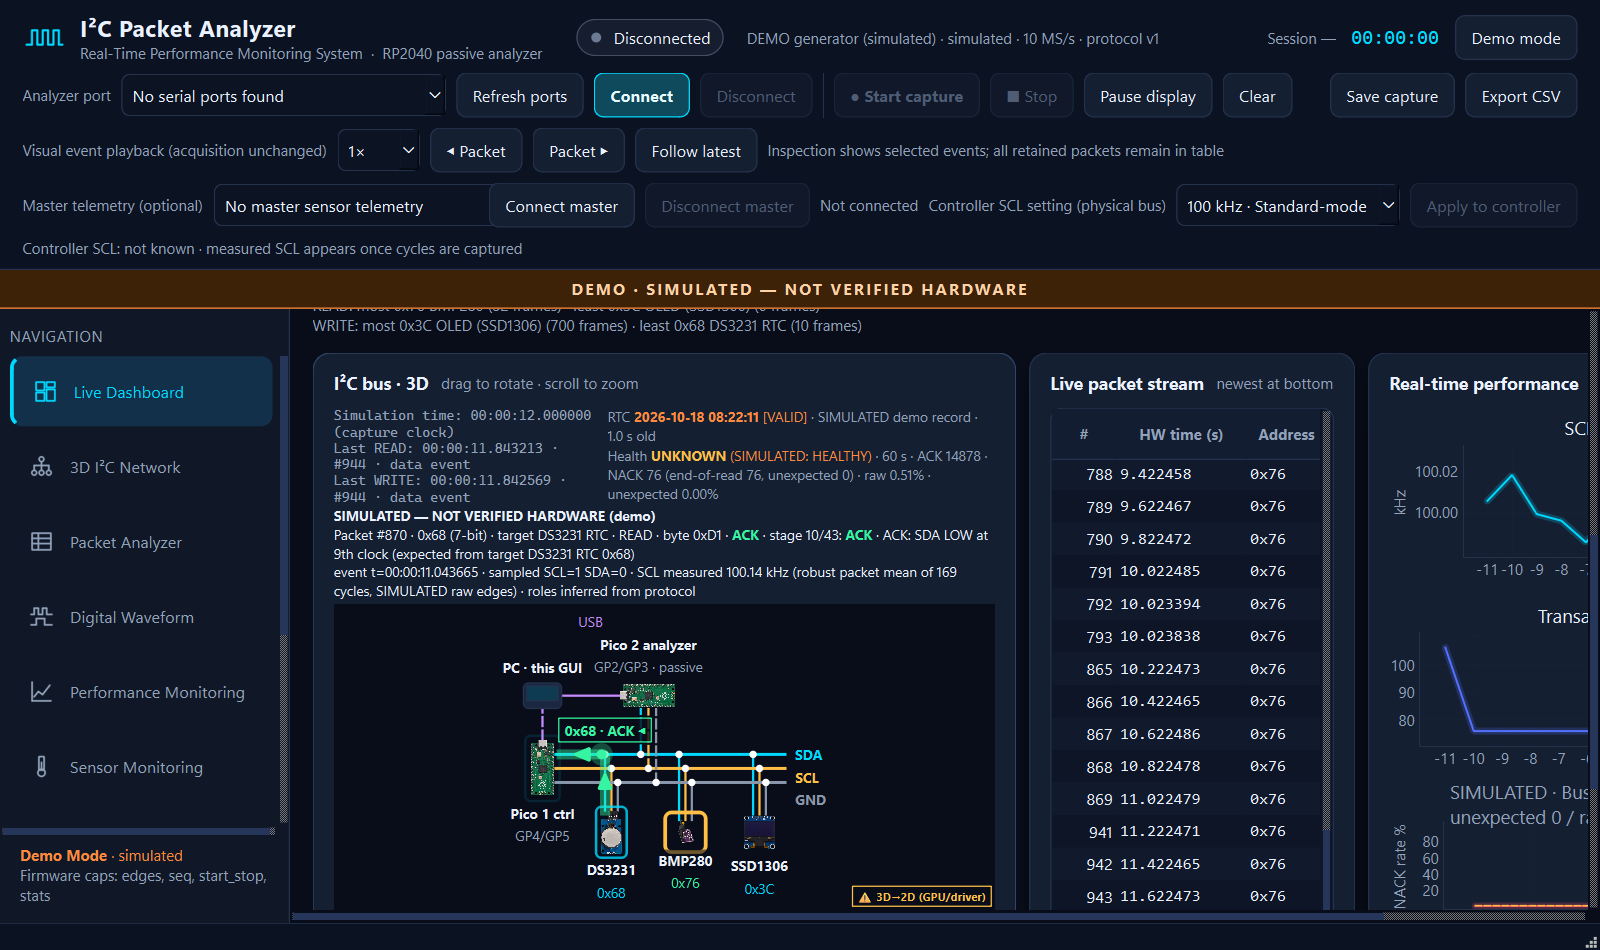 I²C Packet Analyzer
Real-Time Performance Monitoring System · RP2040 passive analyzer
Disconnected
DEMO generator (simulated) · simulated · 10 MS/s · protocol v1
Session —
00:00:00
Demo mode
Analyzer port
No serial ports found
Refresh ports
Connect
Disconnect
● Start capture
■ Stop
Pause display
Clear
Save capture
Export CSV
Visual event playback (acquisition unchanged)
1×
◂ Packet
Packet ▸
Follow latest
Inspection shows selected events; all retained packets remain in table
Master telemetry (optional)
No master sensor telemetry
Connect master
Disconnect master
Not connected
Controller SCL setting (physical bus)
100 kHz · Standard-mode
Apply to controller
Controller SCL: not known · measured SCL appears once cycles are captured
DEMO · SIMULATED — NOT VERIFIED HARDWARE
NAVIGATION
Live Dashboard
3D I²C Network
Packet Analyzer
Digital Waveform
Performance Monitoring
Sensor Monitoring
Demo Mode · simulated
Firmware caps: edges, seq, start_stop,
stats
WRITE: most 0x3C OLED (SSD1306) (700 frames) · least 0x68 DS3231 RTC (10 frames)
I²C bus · 3D
drag to rotate · scroll to zoom
Simulation time: 00:00:12.000000
(capture clock)
Last READ: 00:00:11.843213 ·
#944 · data event
Last WRITE: 00:00:11.842569 ·
#944 · data event
RTC 2026-10-18 08:22:11 [VALID] · SIMULATED demo record ·
1.0 s old
Health UNKNOWN (SIMULATED: HEALTHY) · 60 s · ACK 14878 ·
NACK 76 (end-of-read 76, unexpected 0) · raw 0.51% ·
unexpected 0.00%
SIMULATED — NOT VERIFIED HARDWARE (demo)
Packet #870 · 0x68 (7-bit) · target DS3231 RTC · READ · byte 0xD1 · ACK · stage 10/43: ACK · ACK: SDA LOW at
9th clock (expected from target DS3231 RTC 0x68)
event t=00:00:11.043665 · sampled SCL=1 SDA=0 · SCL measured 100.14 kHz (robust packet mean of 169
cycles, SIMULATED raw edges) · roles inferred from protocol
USB
Pico 2 analyzer
PC · this GUI
GP2/GP3 · passive
0x68 · ACK ◂
SDA
SCL
GND
Pico 1 ctrl
GP4/GP5
DS3231
0x68
BMP280
0x76
SSD1306
0x3C
3D→2D (GPU/driver)
Live packet stream
newest at bottom
# HW time (s) Address
788 9.422458 0x76
789 9.622467 0x76
790 9.822472 0x76
791 10.022485 0x76
792 10.023394 0x76
793 10.023838 0x76
865 10.222473 0x76
866 10.422465 0x76
867 10.622486 0x76
868 10.822478 0x76
869 11.022479 0x76
941 11.222471 0x76
942 11.422465 0x76
943 11.622473 0x76
Real-time performance
kHz
100.02
100.00
-11 -10 -9 -8
100
90
80
-11 -10 -9 -8 -7
SIMULATED ·
unexpected 0 /
NACK rate %
80
60
40
20